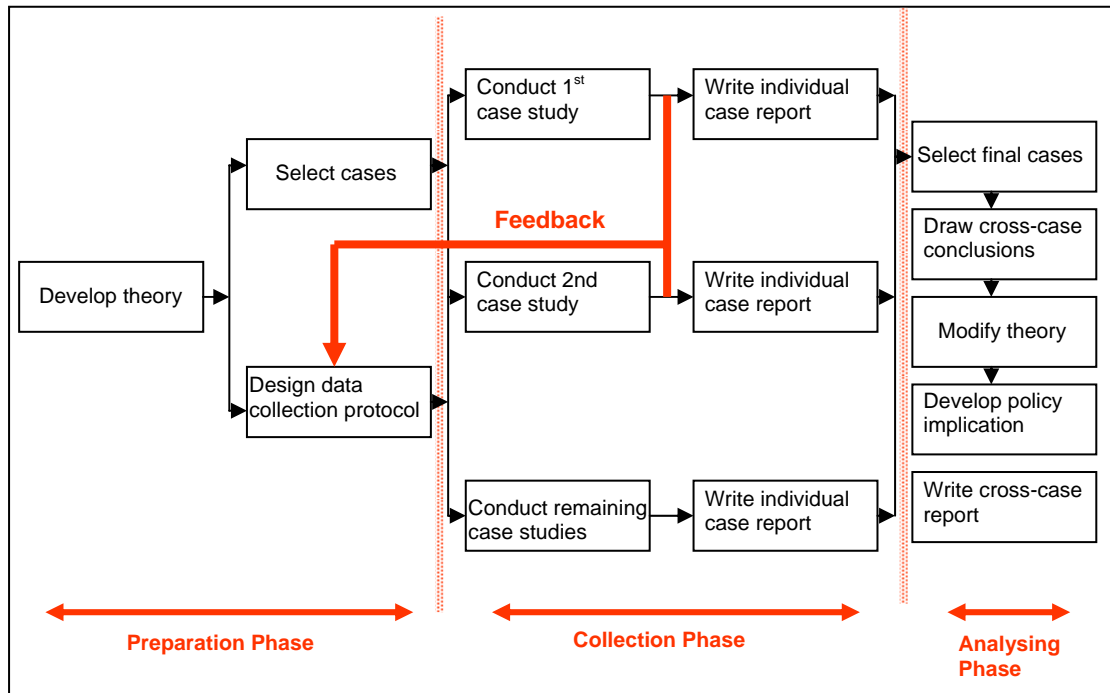 Develop theory
Select cases
Design data
collection protocol
Feedback
Conduct 1st
case study
Write individual
case report
Conduct 2nd
case study
Write individual
case report
Conduct remaining
case studies
Write individual
case report
Select final cases
Draw cross-case
conclusions
Modify theory
Develop policy
implication
Write cross-case
report
Preparation Phase
Collection Phase
Analysing
Phase